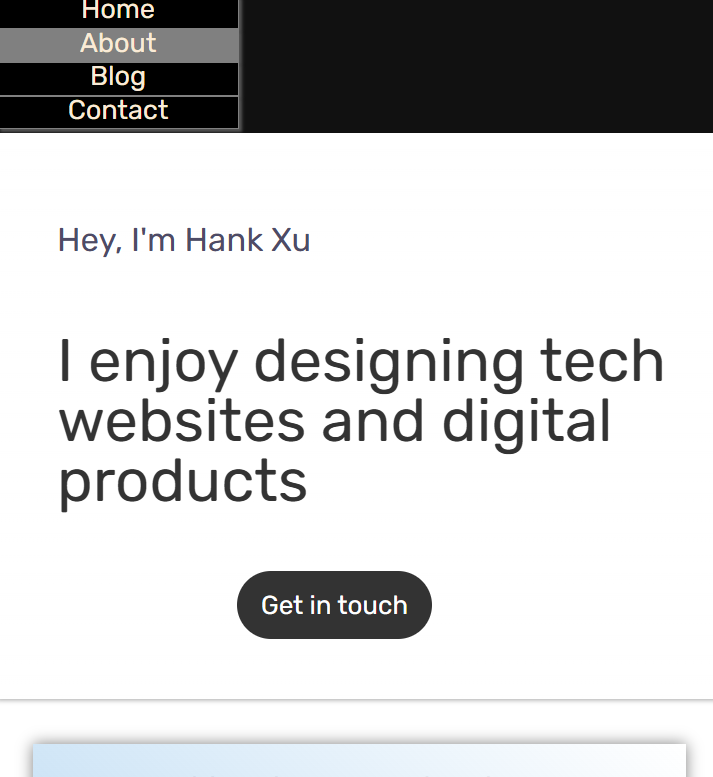 Home
About
Blog
Contact
Hey, I'm Hank Xu
I enjoy designing tech
websites and digital
products
Get in touch